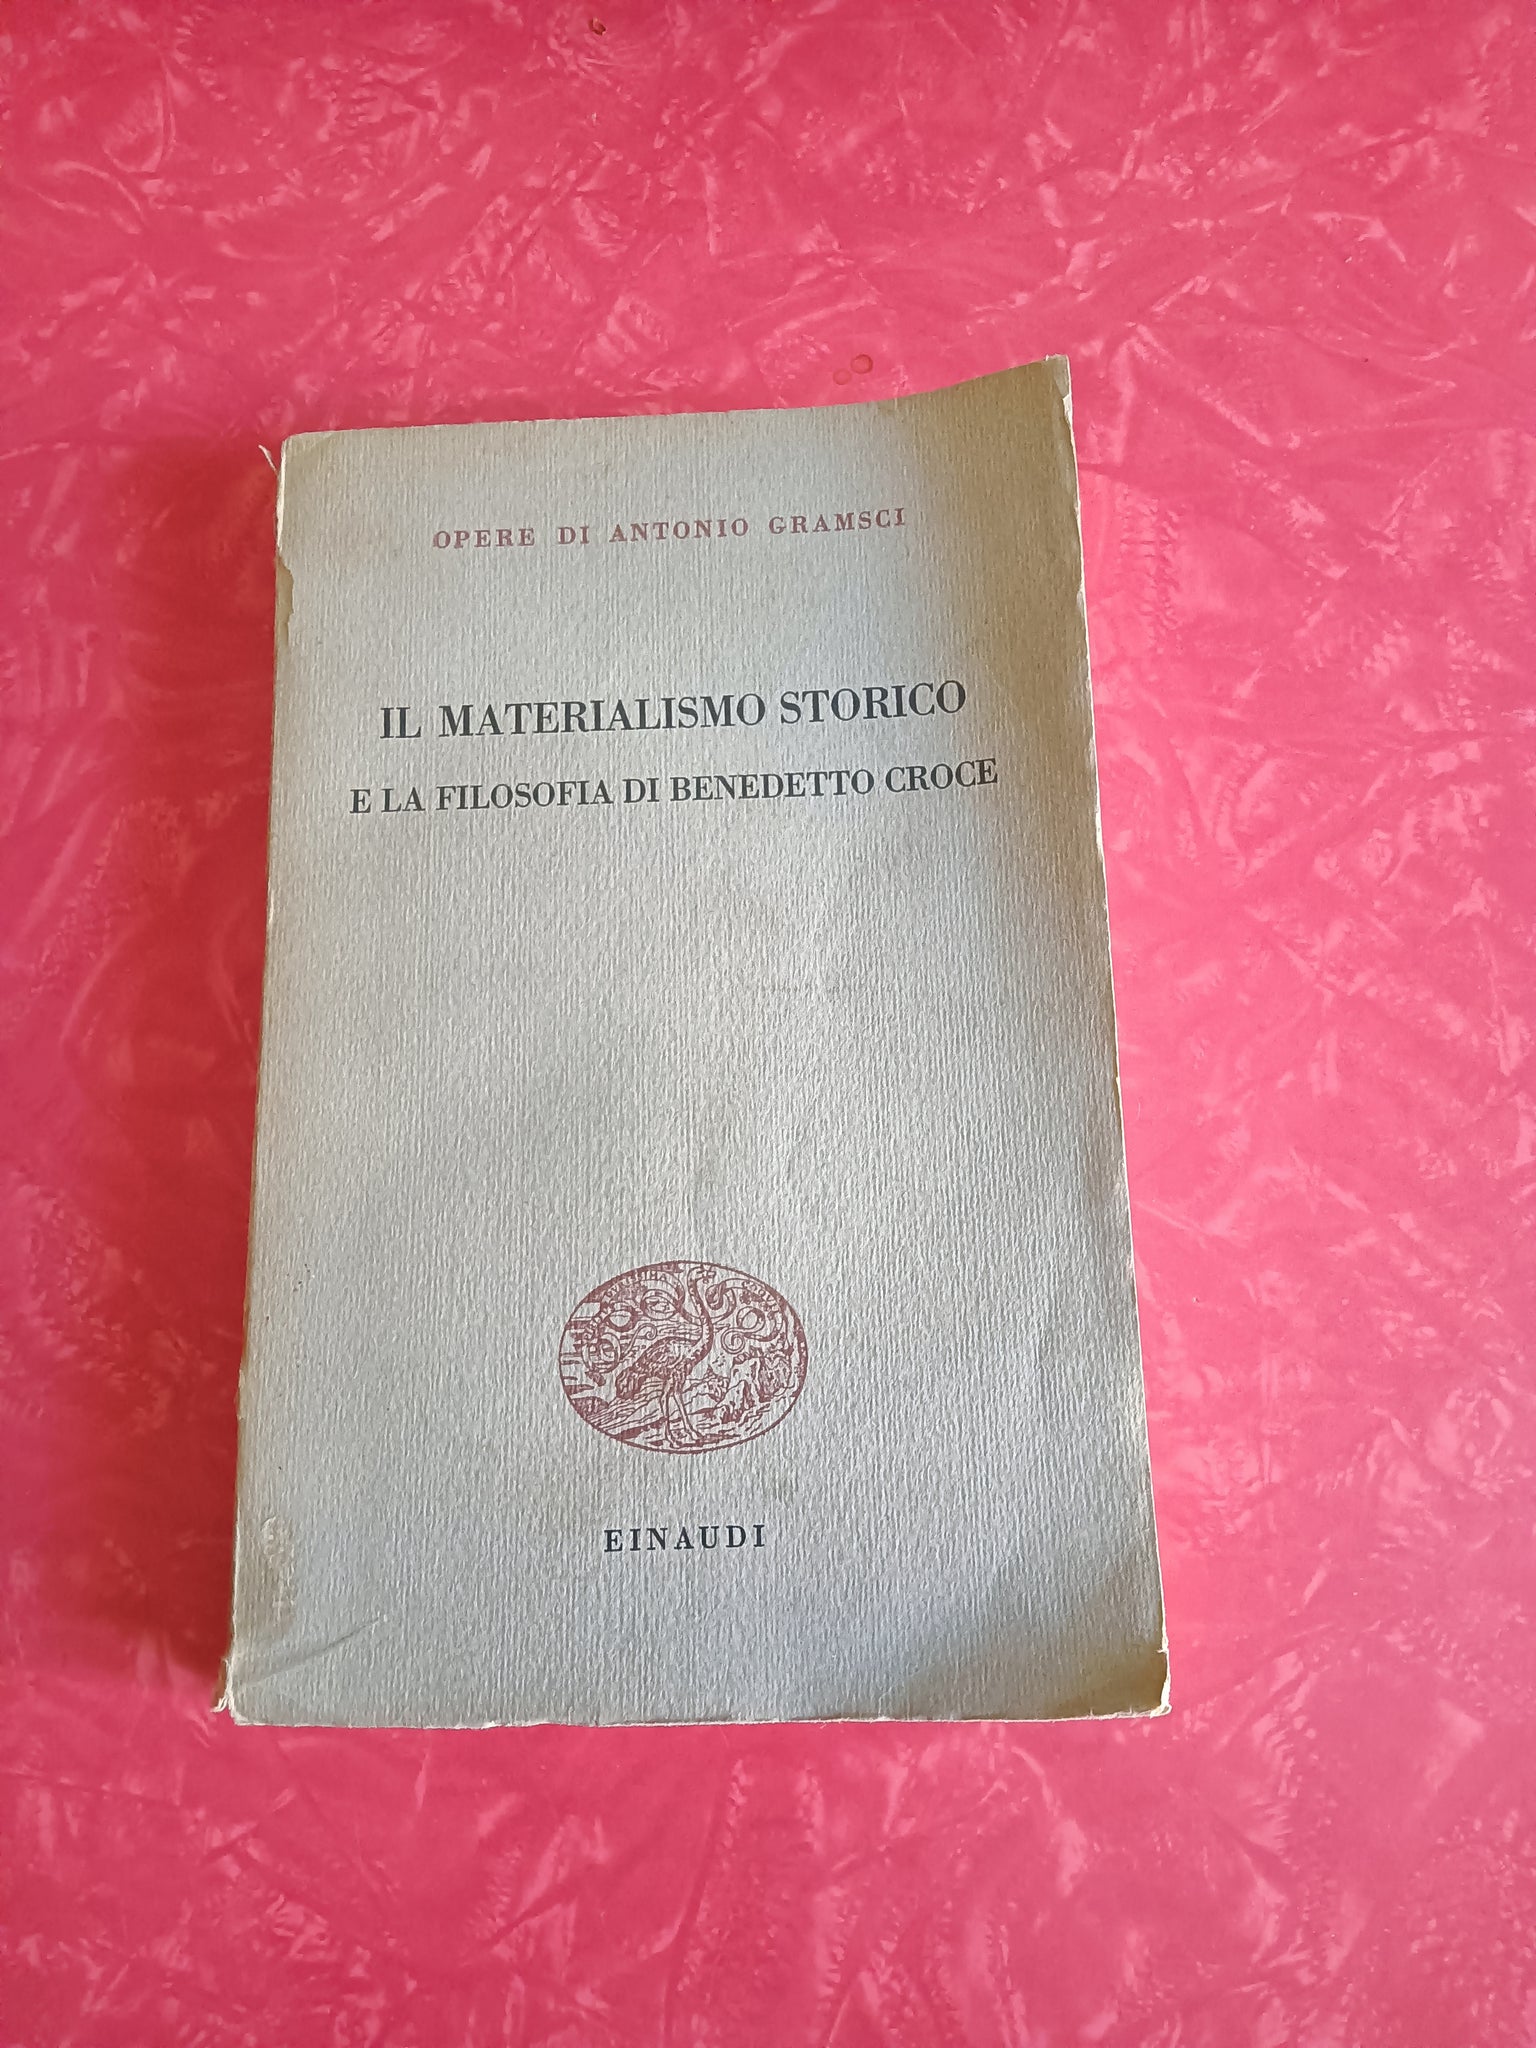 OPERE DI ANTONIO GRAMSCI
IL MATERIALISMO STORICO
E LA FILOSOFIA DI BENEDETTO CROCE
EINAUDI